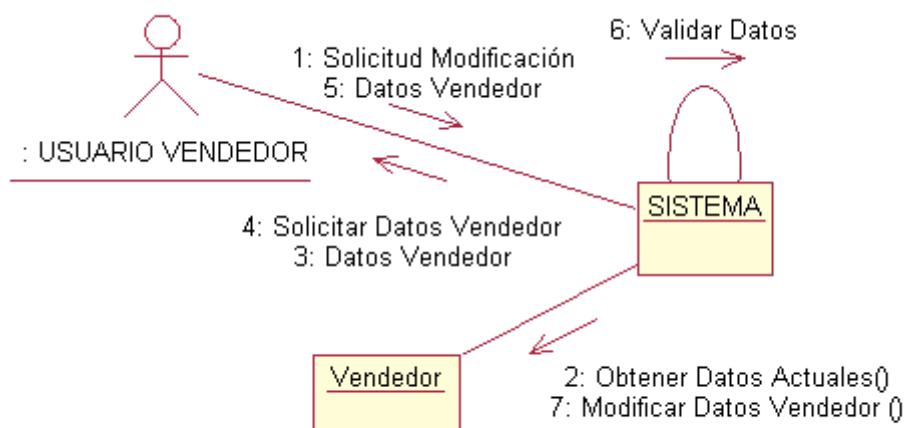 6: Validar Datos
1: Solicitud Modificación
5: Datos Vendedor
: USUARIO VENDEDOR
SISTEMA
4: Solicitar Datos Vendedor
3: Datos Vendedor
Vendedor
2: Obtener Datos Actuales()
7: Modificar Datos Vendedor ()